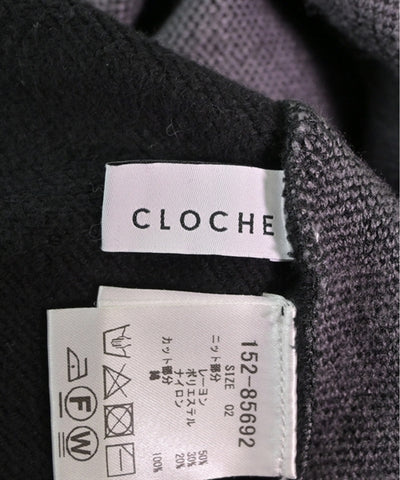 CLOCHE
152-85692
SIZE 02
ニット部分
レーヨン 50%
ポリエステル 30%
ナイロン 20%
カット部分
綿 100%
F W